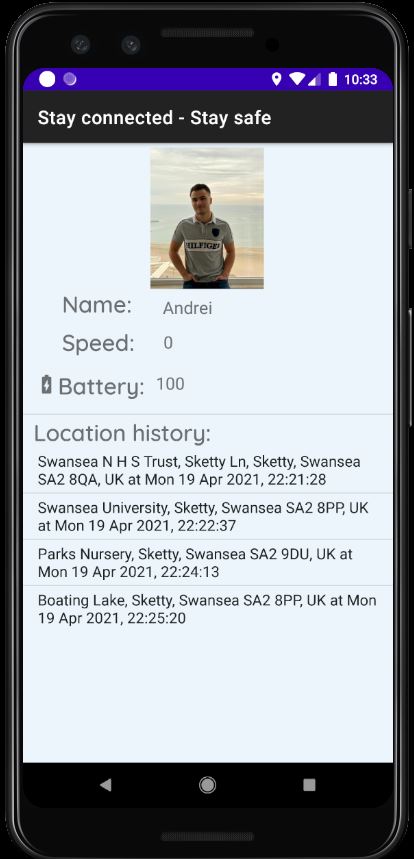 10:33
Stay connected - Stay safe
HILFIGER
Name: Andrei
Speed: 0
Battery: 100
Location history:
Swansea N H S Trust, Sketty Ln, Sketty, Swansea
SA2 8QA, UK at Mon 19 Apr 2021, 22:21:28
Swansea University, Sketty, Swansea SA2 8PP, UK
at Mon 19 Apr 2021, 22:22:37
Parks Nursery, Sketty, Swansea SA2 9DU, UK at
Mon 19 Apr 2021, 22:24:13
Boating Lake, Sketty, Swansea SA2 8PP, UK at Mon
19 Apr 2021, 22:25:20